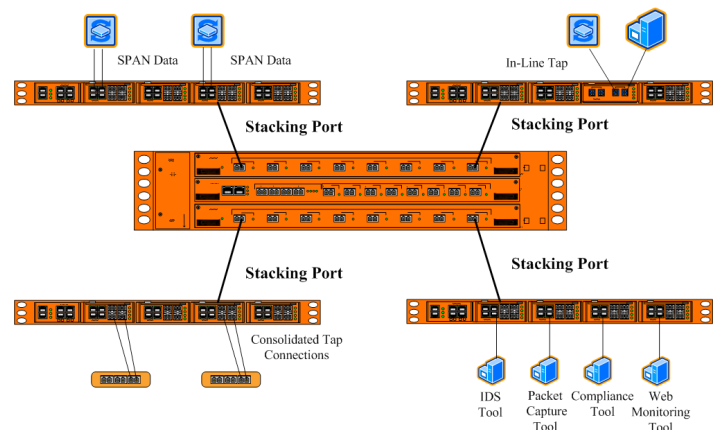 SPAN Data
SPAN Data
In-Line Tap
Stacking Port
Stacking Port
Stacking Port
Stacking Port
Consolidated Tap
Connections
IDS
Tool
Packet
Capture
Tool
Compliance
Tool
Web
Monitoring
Tool